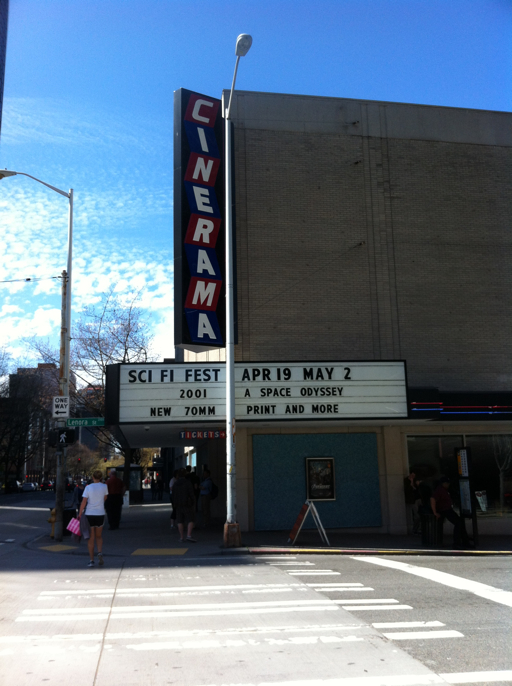 CINERAMA
SCI FI FEST APR 19 MAY 2
2001 A SPACE ODYSSEY
NEW 70MM PRINT AND MORE
TICKETS
ONE WAY
Lenora